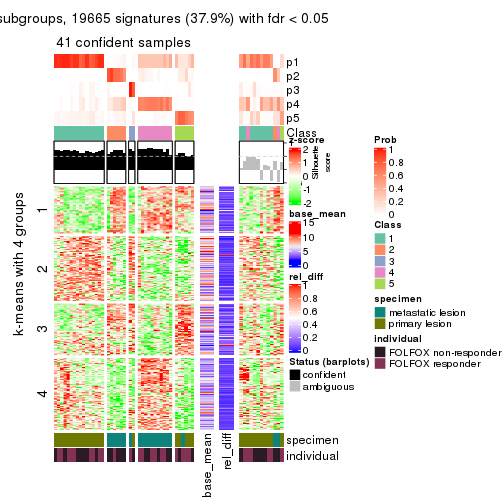 subgroups, 19665 signatures (37.9%) with fdr < 0.05
41 confident samples
p1
p2
p3
p4
p5
Class
z-score
2
1
0
-1
-2
Silhouette
score
1
k-means with 4 groups
1
2
3
4
base_mean
15
10
5
0
rel_diff
1
0.8
0.6
0.4
0.2
0
Status (barplots)
confident
ambiguous
Prob
1
0.8
0.6
0.4
0.2
0
Class
1
2
3
4
5
specimen
metastatic lesion
primary lesion
individual
FOLFOX non-responder
FOLFOX responder
specimen
individual
base_mean
rel_diff